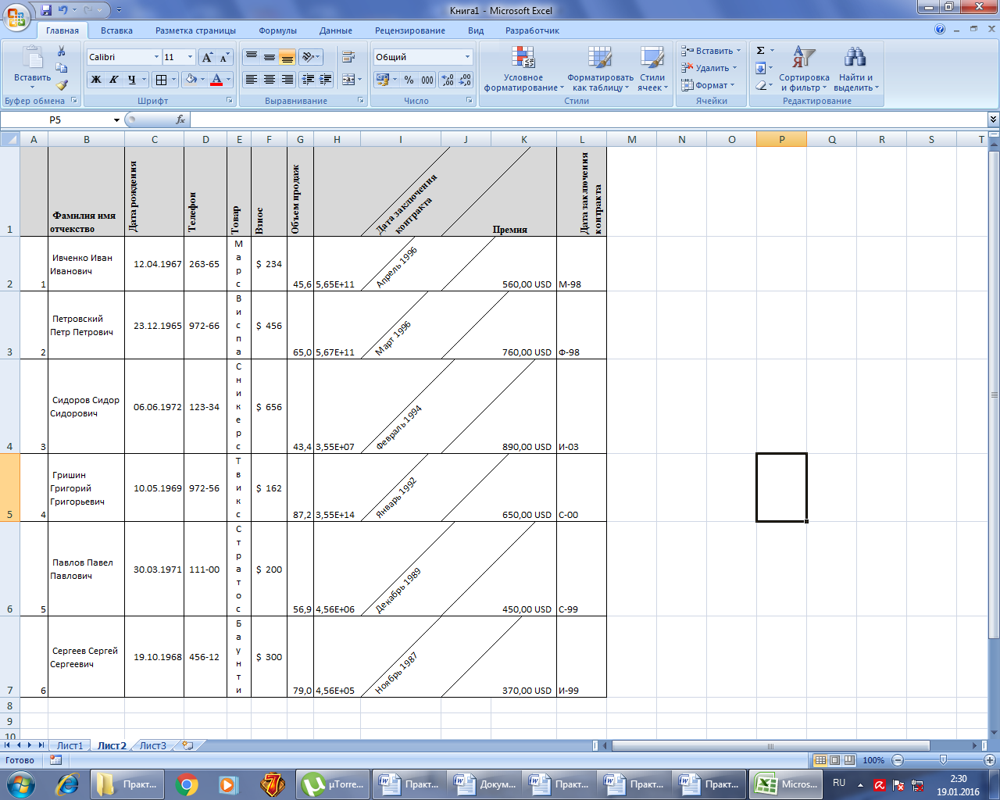 Книга1 - Microsoft Excel
Главная Вставка Разметка страницы Формулы Данные Рецензирование Вид Разработчик
Вставить
Буфер обмена
Calibri 11
Ж К Ч
Шрифт
Выравнивание
Общий
% 000
Число
Условное форматирование
Форматировать как таблицу
Стили ячеек
Стили
Вставить
Удалить
Формат
Ячейки
Σ
Сортировка и фильтр
Найти и выделить
Редактирование
P5 fx
A B C D E F G H I J K L M N O P Q R S T
1 Фамилия имя отчекство Дата рождения Телефон Товар Взнос Объем продаж Дата заключения контракта Премия Дата заключения контракта
2 1 Ивченко Иван Иванович 12.04.1967 263-65 Марс $ 234 45,6 5,65E+11 Апрель 1996 560,00 USD М-98
3 2 Петровский Петр Петрович 23.12.1965 972-66 Виспа $ 456 65,0 5,67E+11 Март 1996 760,00 USD Ф-98
4 3 Сидоров Сидор Сидорович 06.06.1972 123-34 Сникерс $ 656 43,4 3,55E+07 Февраль 1994 890,00 USD И-03
5 4 Гришин Григорий Григорьевич 10.05.1969 972-56 Твикс $ 162 87,2 3,55E+14 Январь 1992 650,00 USD С-00
6 5 Павлов Павел Павлович 30.03.1971 111-00 Стратос $ 200 56,9 4,56E+06 Декабрь 1989 450,00 USD С-99
7 6 Сергеев Сергей Сергеевич 19.10.1968 456-12 Баунти $ 300 79,0 4,56E+05 Ноябрь 1987 370,00 USD И-99
8
9
10
Лист1 Лист2 Лист3
Готово 100%
Практ... µTorre... Практ... Докум... Практ... Практ... Практ... Micros... RU 2:30
19.01.2016